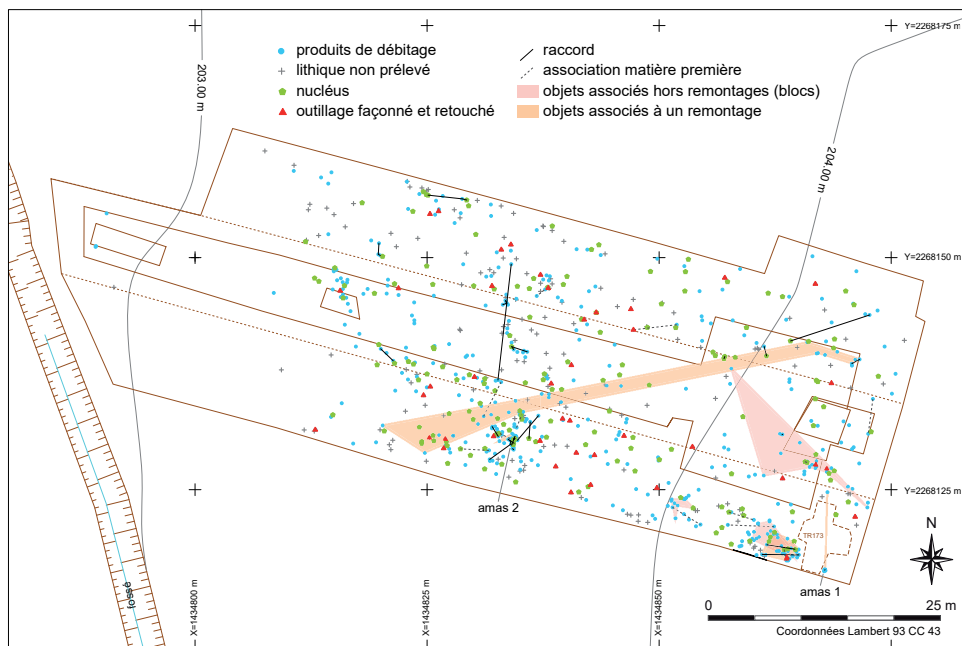 Y=2268175 m
produits de débitage
lithique non prélevé
nucléus
outillage façonné et retouché
raccord
association matière première
objets associés hors remontages (blocs)
objets associés à un remontage
203.00 m
204.00 m
Y=2268150 m
Y=2268125 m
amas 2
TR173
amas 1
fosse
X=1434800 m
X=1434825 m
X=1434850 m
N
0
25 m
Coordonnées Lambert 93 CC 43